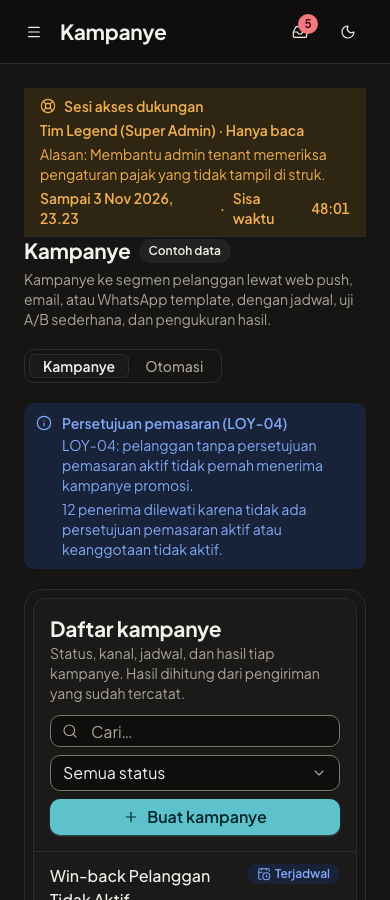 Kampanye
5
Sesi akses dukungan
Tim Legend (Super Admin) · Hanya baca
Alasan: Membantu admin tenant memeriksa
pengaturan pajak yang tidak tampil di struk.
Sampai 3 Nov 2026, 23.23 · Sisa waktu 48:01
Kampanye
Contoh data
Kampanye ke segmen pelanggan lewat web push,
email, atau WhatsApp template, dengan jadwal, uji
A/B sederhana, dan pengukuran hasil.
Kampanye
Otomasi
Persetujuan pemasaran (LOY-04)
LOY-04: pelanggan tanpa persetujuan
pemasaran aktif tidak pernah menerima
kampanye promosi.
12 penerima dilewati karena tidak ada
persetujuan pemasaran aktif atau
keanggotaan tidak aktif.
Daftar kampanye
Status, kanal, jadwal, dan hasil tiap
kampanye. Hasil dihitung dari pengiriman
yang sudah tercatat.
Cari...
Semua status
+ Buat kampanye
Win-back Pelanggan
Terjadwal
Tidak Aktif